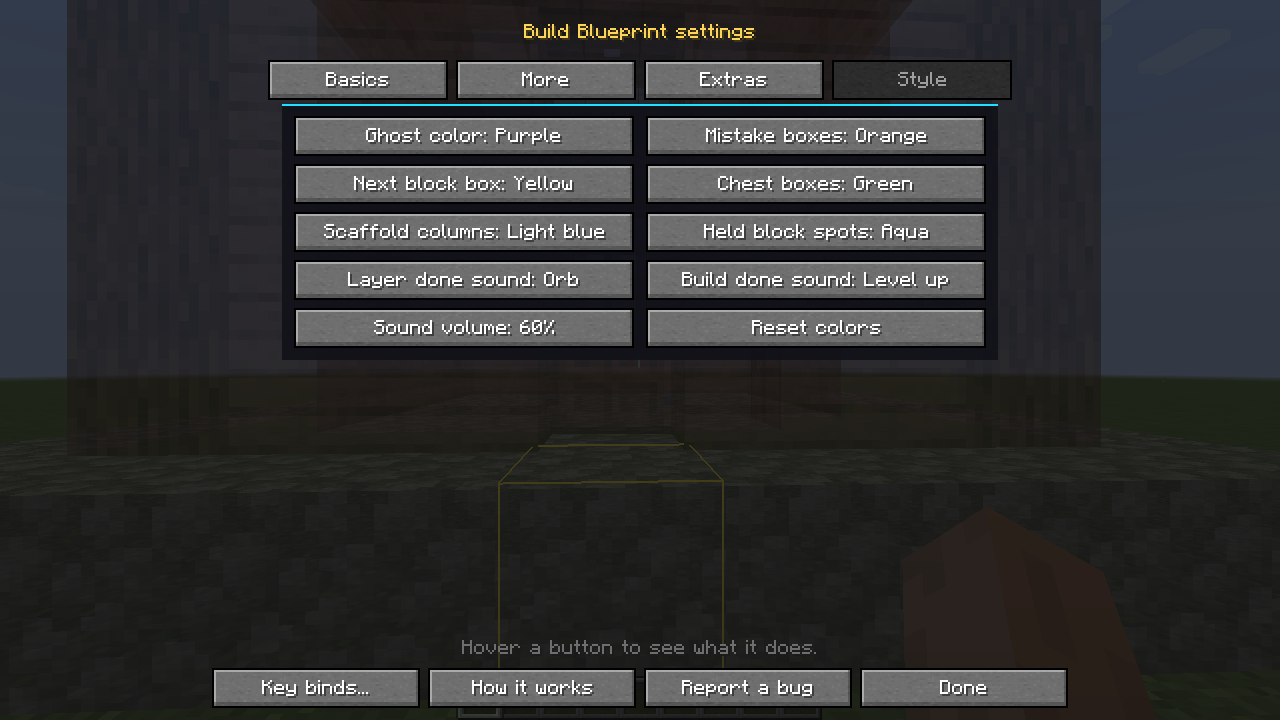 Build Blueprint settings
Basics
More
Extras
Style
Ghost color: Purple
Mistake boxes: Orange
Next block box: Yellow
Chest boxes: Green
Scaffold columns: Light blue
Held block spots: Aqua
Layer done sound: Orb
Build done sound: Level up
Sound volume: 60%
Reset colors
Hover a button to see what it does.
Key binds...
How it works
Report a bug
Done